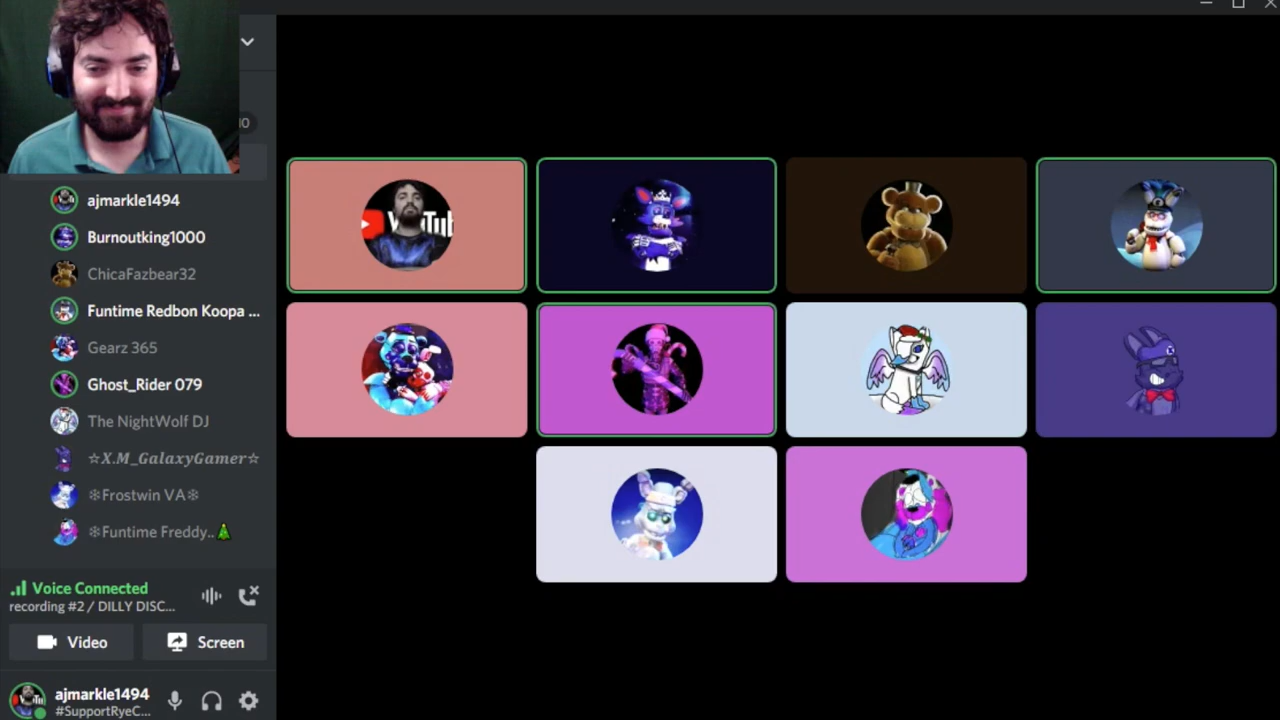 ajmarkle1494
Burnoutking1000
ChicaFazbear32
Funtime Redbon Koopa ...
Gearz 365
Ghost_Rider 079
The NightWolf DJ
☆X.M_GalaxyGamer☆
❄Frostwin VA❄
❄Funtime Freddy..🎄
Voice Connected
recording #2 / DILLY DISC...
Video
Screen
ajmarkle1494
#SupportRyeC...